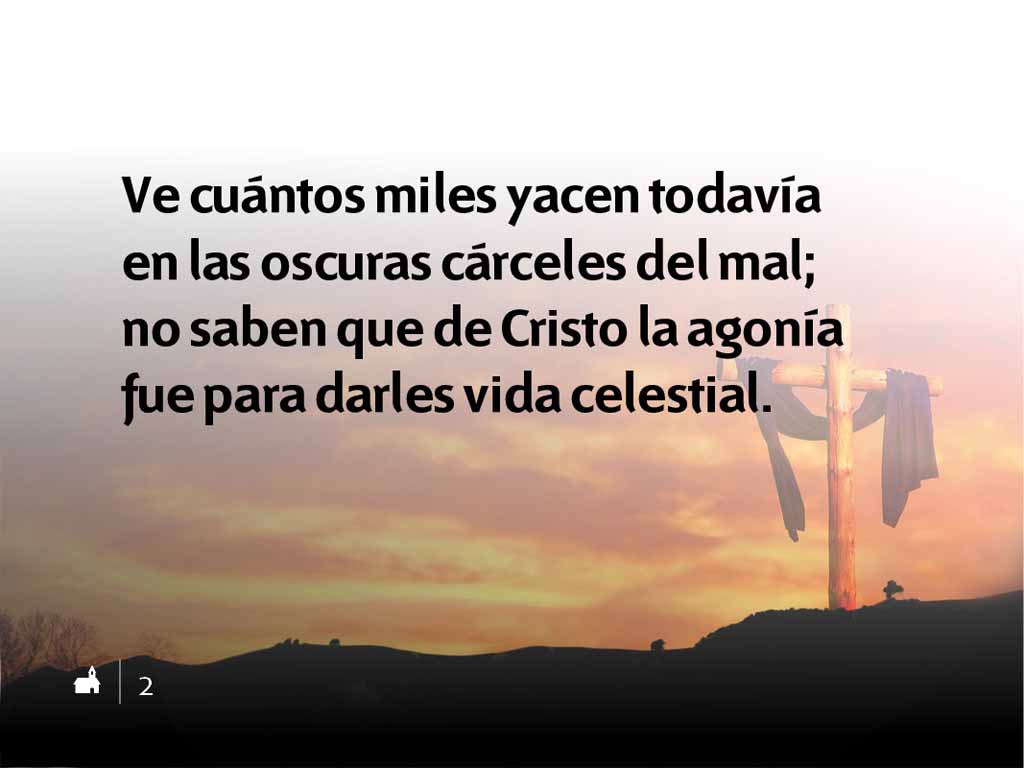 Ve cuántos miles yacen todavía
en las oscuras cárceles del mal;
no saben que de Cristo la agonía
fue para darles vida celestial.
2